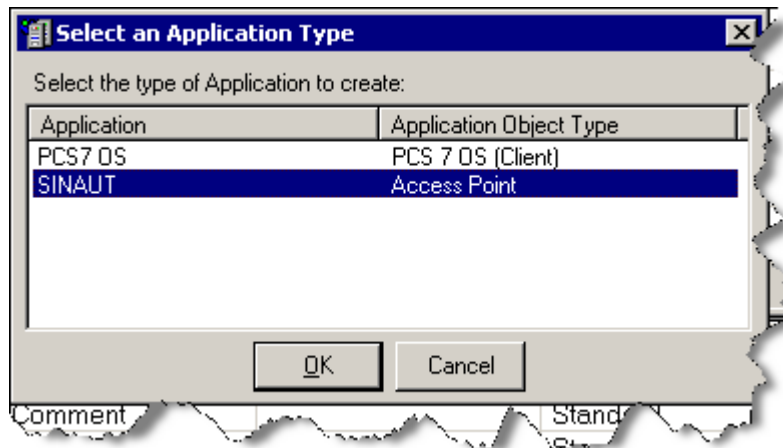 Select an Application Type
Select the type of Application to create:
Application Application Object Type
PCS7 OS PCS 7 OS (Client)
SINAUT Access Point
OK Cancel
Comment